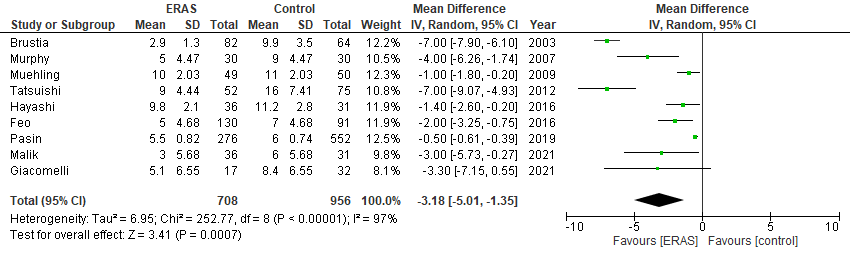 ERAS Control Mean Difference Mean Difference
Study or Subgroup Mean SD Total Mean SD Total Weight IV, Random, 95% CI Year IV, Random, 95% CI
Brustia 2.9 1.3 82 9.9 3.5 64 12.2% -7.00 [-7.90, -6.10] 2003
Murphy 5 4.47 30 9 4.47 30 10.0% -4.00 [-6.26, -1.74] 2007
Muehling 10 2.03 49 11 2.03 50 12.3% -1.00 [-1.80, -0.20] 2009
Tatsuishi 9 4.44 52 16 7.41 75 10.3% -7.00 [-9.07, -4.93] 2012
Hayashi 9.8 2.1 36 11.2 2.8 31 12.0% -1.40 [-2.60, -0.20] 2016
Feo 5 4.68 130 7 4.68 91 12.0% -2.00 [-3.25, -0.75] 2016
Pasin 5.5 0.82 276 6 0.74 552 12.7% -0.50 [-0.61, -0.39] 2019
Malik 3 5.68 36 6 5.68 31 9.1% -3.00 [-5.73, -0.27] 2021
Giacomelli 5.1 6.55 17 8.4 6.55 32 8.1% -3.30 [-7.15, 0.55] 2021
Total (95% CI) 708 956 100.0% -3.18 [-5.01, -1.35]
Heterogeneity: Tau² = 6.95; Chi² = 252.77, df = 8 (P < 0.00001); I² = 97%
Test for overall effect: Z = 3.41 (P = 0.0007)
-10 -5 0 5 10
Favours [ERAS] Favours [control]